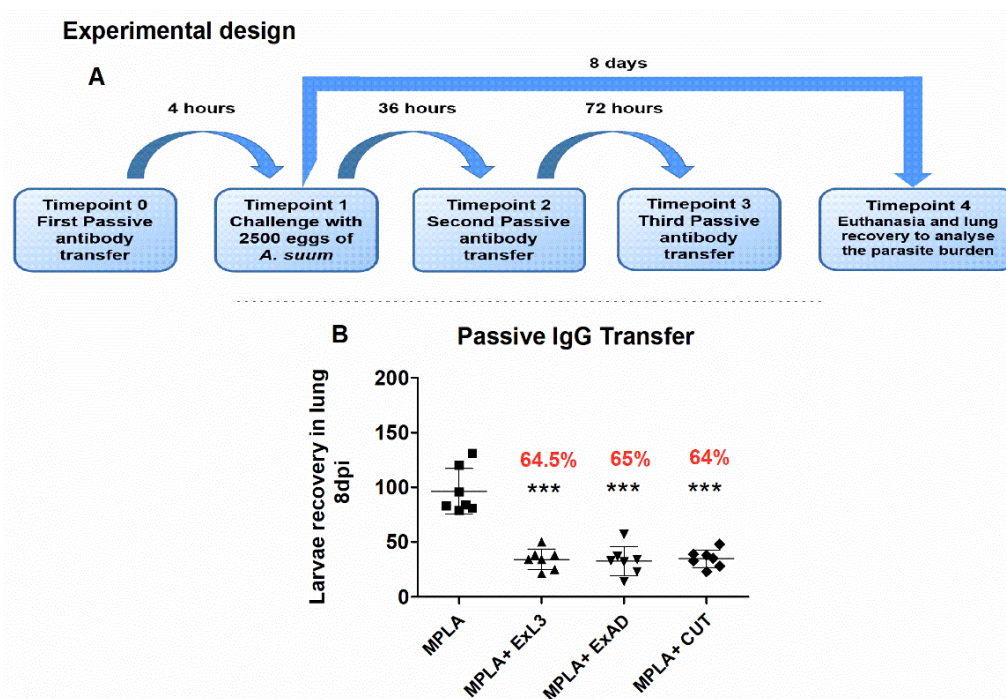 Experimental design
A
8 days
4 hours
36 hours
72 hours
Timepoint 0
First Passive
antibody
transfer
Timepoint 1
Challenge with
2500 eggs of
A. suum
Timepoint 2
Second Passive
antibody
transfer
Timepoint 3
Third Passive
antibody
transfer
Timepoint 4
Euthanasia and lung
recovery to analyse
the parasite burden
B
Passive IgG Transfer
Larvae recovery in lung
8dpi
200
150
100
50
0
64.5%
65%
64%
***
***
***
MPLA
MPLA+ ExL3
MPLA+ ExAD
MPLA+ CUT